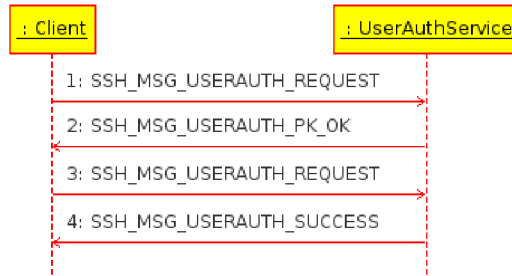 : Client
: UserAuthService
1: SSH_MSG_USERAUTH_REQUEST
2: SSH_MSG_USERAUTH_PK_OK
3: SSH_MSG_USERAUTH_REQUEST
4: SSH_MSG_USERAUTH_SUCCESS